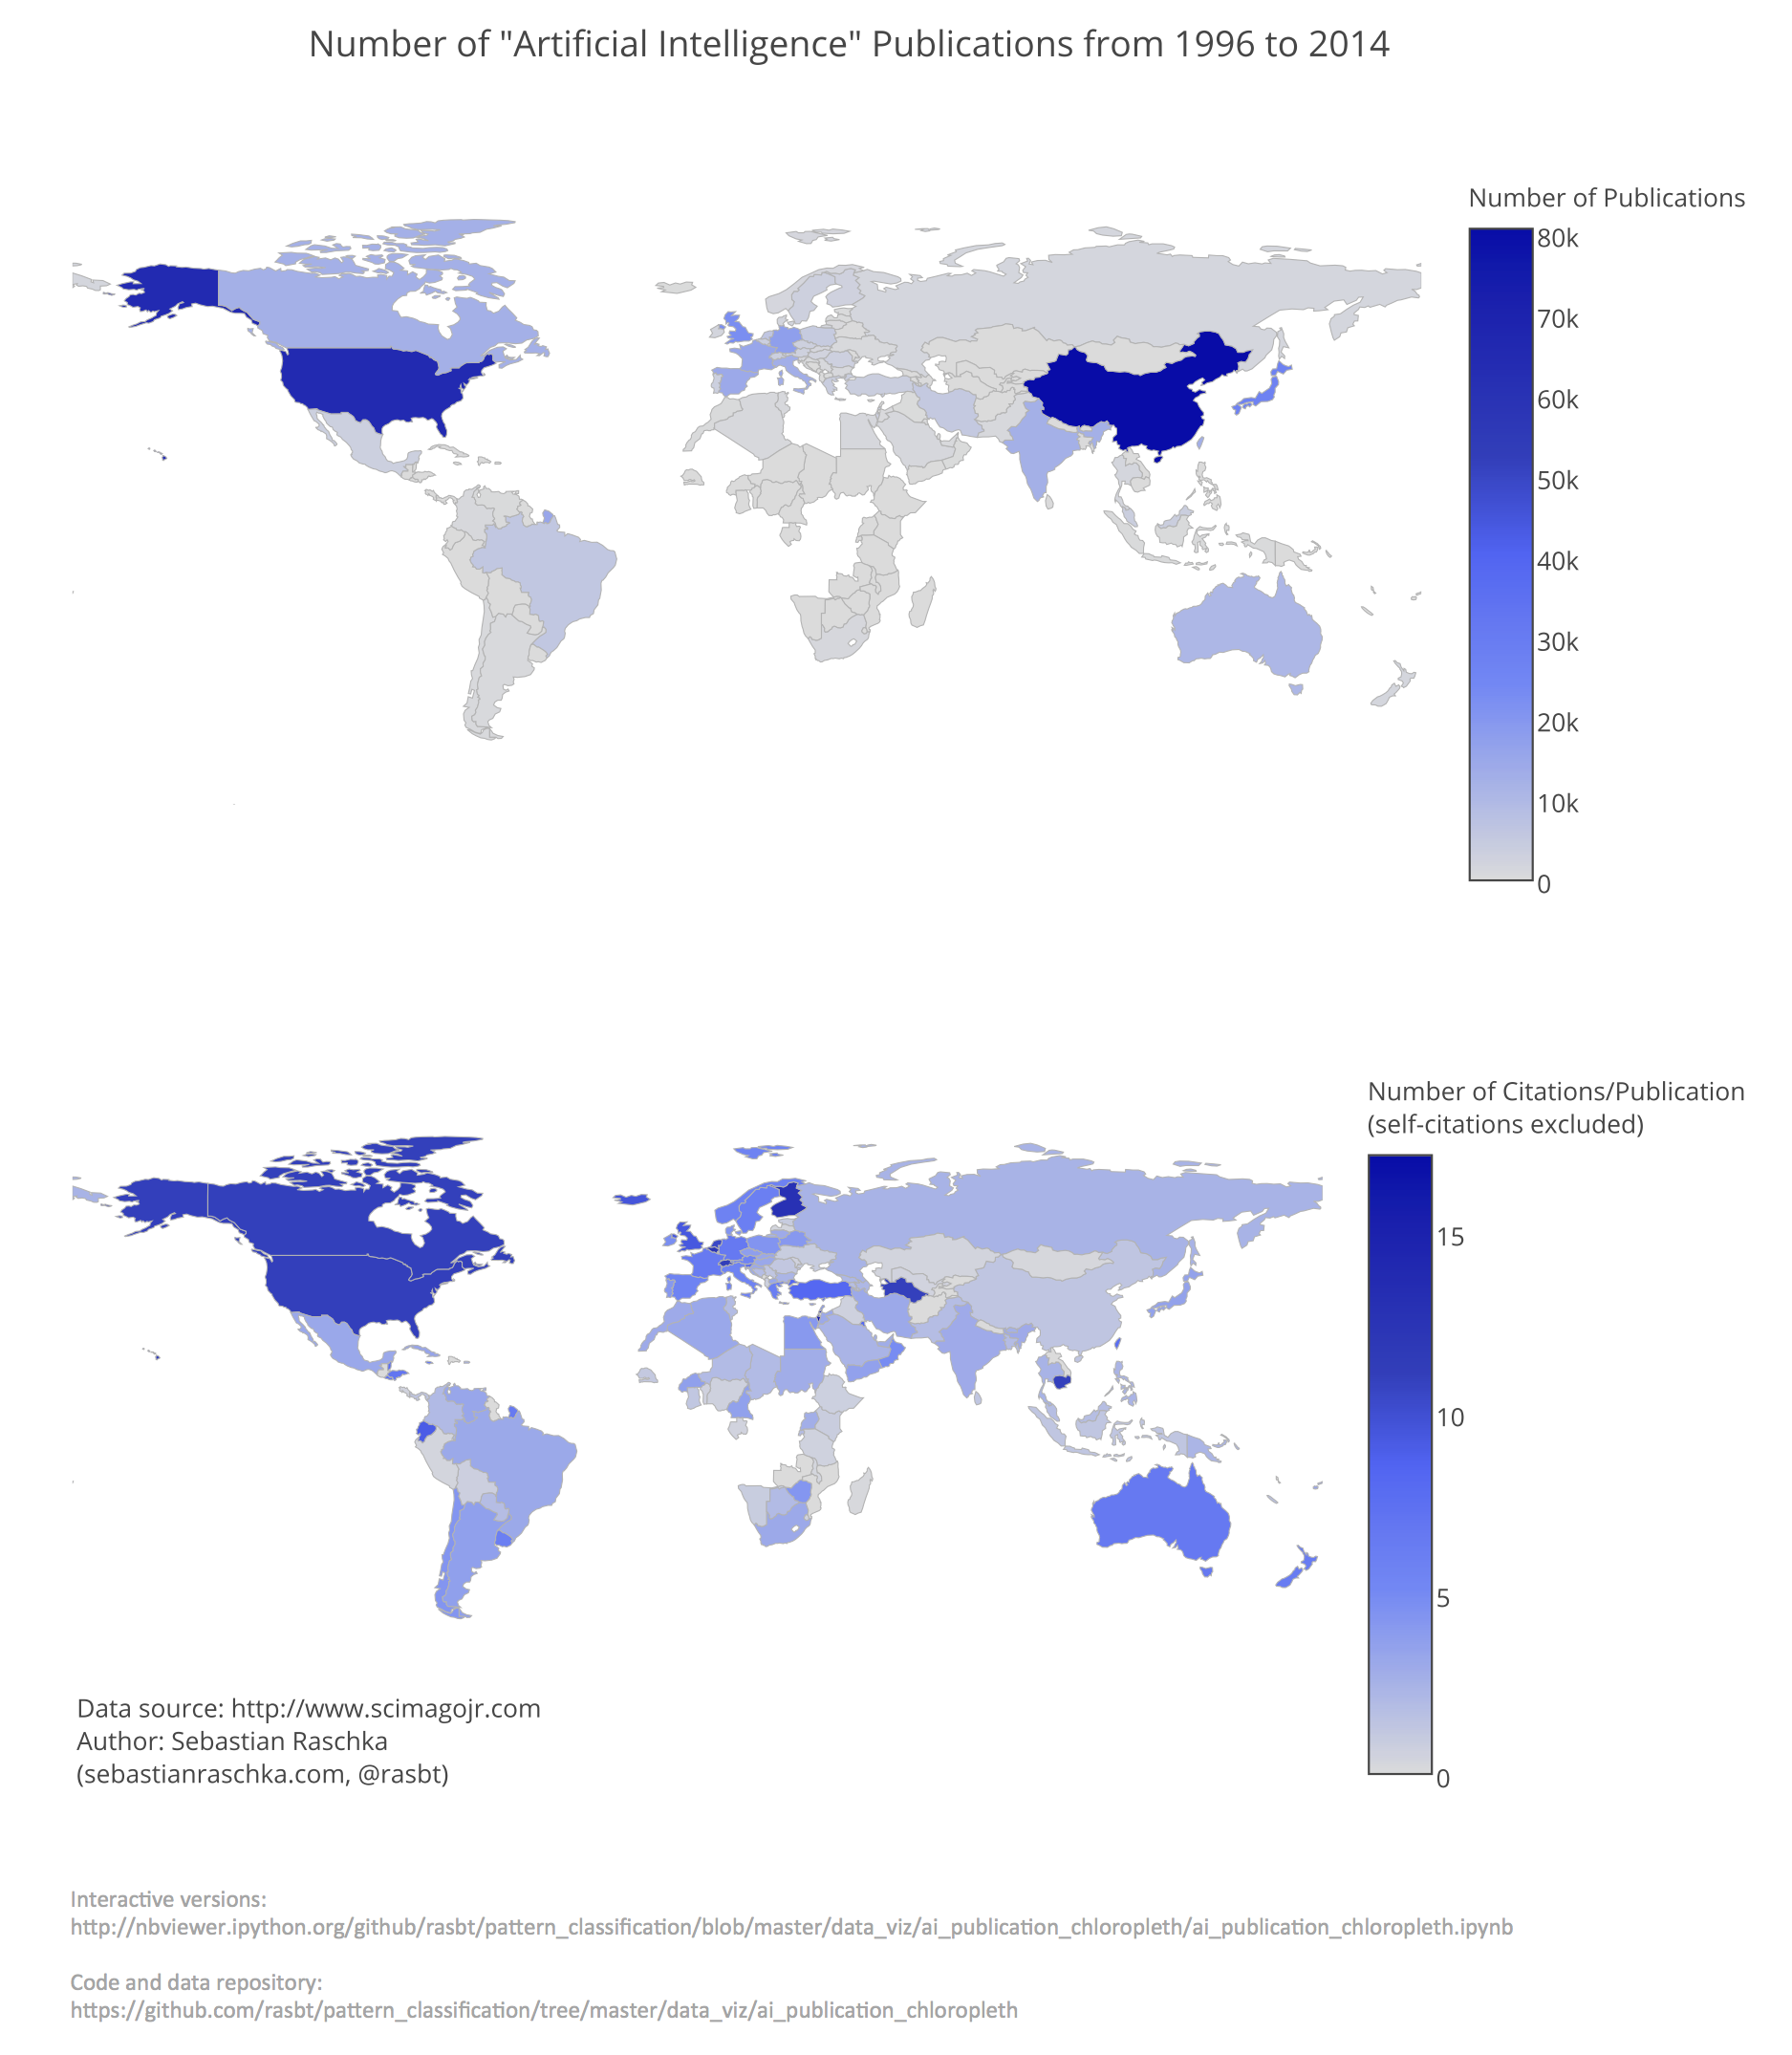 Number of "Artificial Intelligence" Publications from 1996 to 2014
Number of Publications
80k
70k
60k
50k
40k
30k
20k
10k
0
Number of Citations/Publication
(self-citations excluded)
15
10
5
0
Data source: http://www.scimagojr.com
Author: Sebastian Raschka
(sebastianraschka.com, @rasbt)
Interactive versions:
http://nbviewer.ipython.org/github/rasbt/pattern_classification/blob/master/data_viz/ai_publication_chloropleth/ai_publication_chloropleth.ipynb
Code and data repository:
https://github.com/rasbt/pattern_classification/tree/master/data_viz/ai_publication_chloropleth